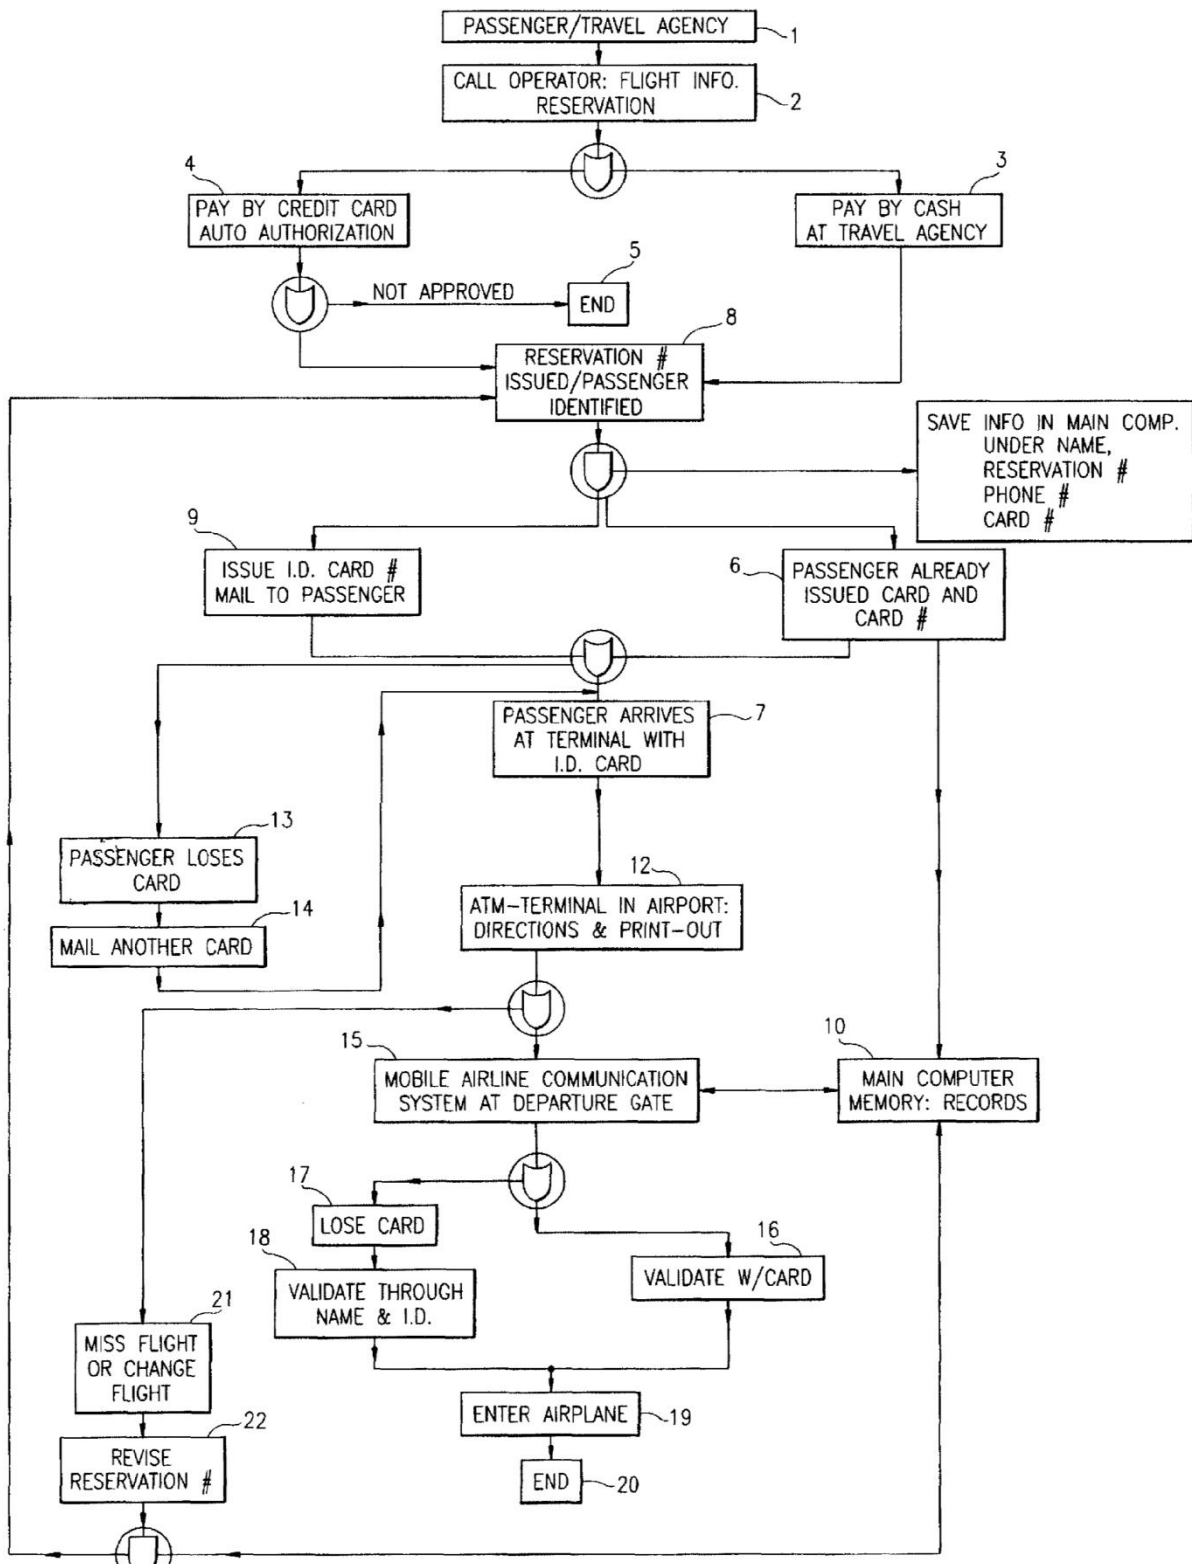 PASSENGER/TRAVEL AGENCY
1
CALL OPERATOR: FLIGHT INFO.
RESERVATION
2
4
3
PAY BY CREDIT CARD
AUTO AUTHORIZATION
PAY BY CASH
AT TRAVEL AGENCY
5
NOT APPROVED
END
8
RESERVATION #
ISSUED/PASSENGER
IDENTIFIED
SAVE INFO IN MAIN COMP.
UNDER NAME,
RESERVATION #
PHONE #
CARD #
9
ISSUE I.D. CARD #
MAIL TO PASSENGER
6
PASSENGER ALREADY
ISSUED CARD AND
CARD #
PASSENGER ARRIVES
AT TERMINAL WITH
I.D. CARD
7
13
PASSENGER LOSES
CARD
12
ATM-TERMINAL IN AIRPORT:
DIRECTIONS & PRINT-OUT
14
MAIL ANOTHER CARD
15
MOBILE AIRLINE COMMUNICATION
SYSTEM AT DEPARTURE GATE
10
MAIN COMPUTER
MEMORY: RECORDS
17
LOSE CARD
16
VALIDATE W/CARD
18
VALIDATE THROUGH
NAME & I.D.
21
MISS FLIGHT
OR CHANGE
FLIGHT
ENTER AIRPLANE
19
22
REVISE
RESERVATION #
END
20